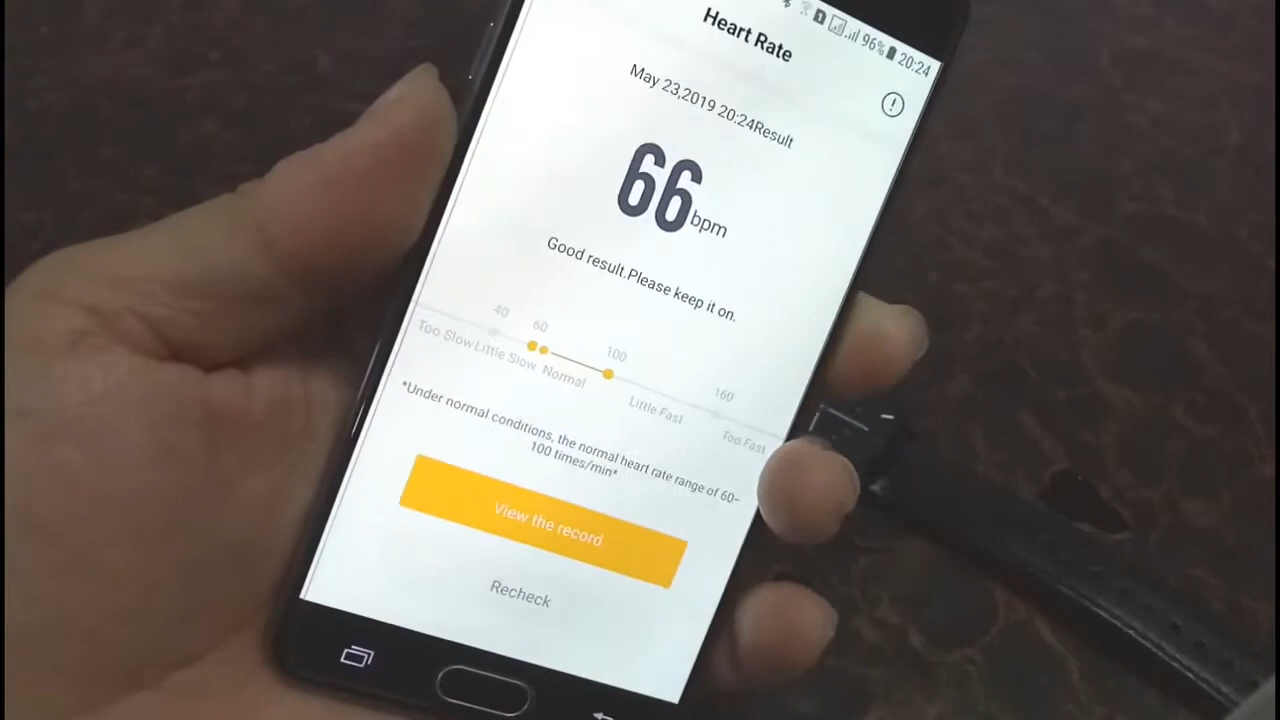 96% 20:24
Heart Rate
May 23,2019 20:24Result
66 bpm
Good result.Please keep it on.
40 60 100 160
Too Slow Little Slow Normal Little Fast Too Fast
*Under normal conditions, the normal heart rate range of 60-
100 times/min*
View the record
Recheck